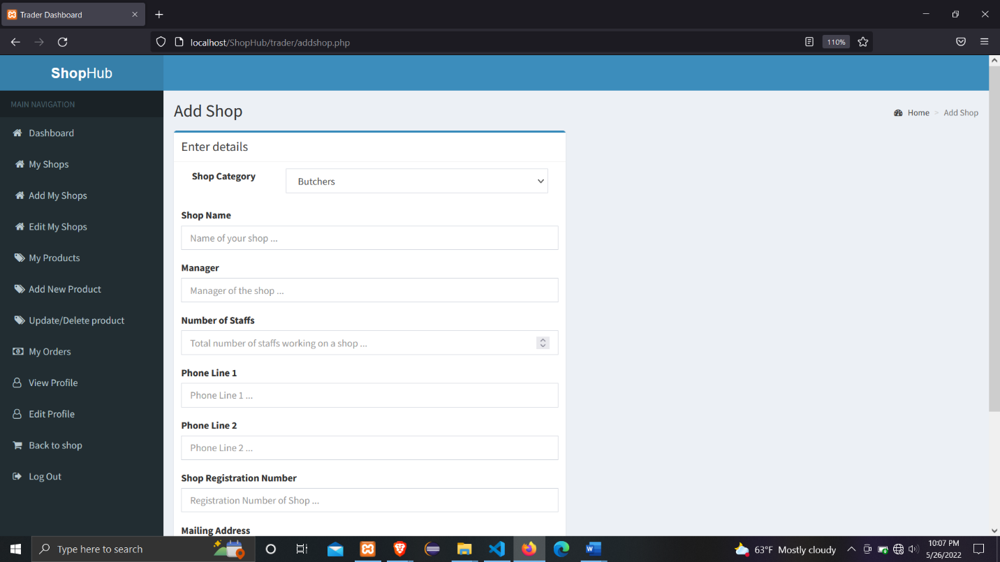 Trader Dashboard
localhost/ShopHub/trader/addshop.php
110%
ShopHub
MAIN NAVIGATION
Dashboard
My Shops
Add My Shops
Edit My Shops
My Products
Add New Product
Update/Delete product
My Orders
View Profile
Edit Profile
Back to shop
Log Out
Add Shop
Home > Add Shop
Enter details
Shop Category
Butchers
Shop Name
Name of your shop ...
Manager
Manager of the shop ...
Number of Staffs
Total number of staffs working on a shop ...
Phone Line 1
Phone Line 1 ...
Phone Line 2
Phone Line 2 ...
Shop Registration Number
Registration Number of Shop ...
Mailing Address
Type here to search
63°F Mostly cloudy
10:07 PM
5/26/2022